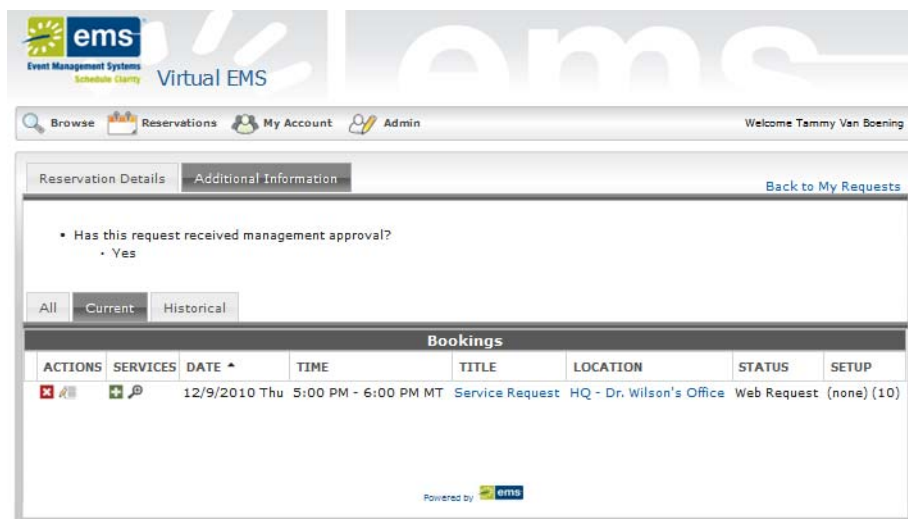 ems
Event Management Systems
Schedule Clarity
Virtual EMS
ems
Browse Reservations My Account Admin Welcome Tammy Van Boening
Reservation Details Additional Information Back to My Requests
• Has this request received management approval?
• Yes
All Current Historical
Bookings
ACTIONS SERVICES DATE TIME TITLE LOCATION STATUS SETUP
12/9/2010 Thu 5:00 PM - 6:00 PM MT Service Request HQ - Dr. Wilson's Office Web Request (none) (10)
Powered by ems